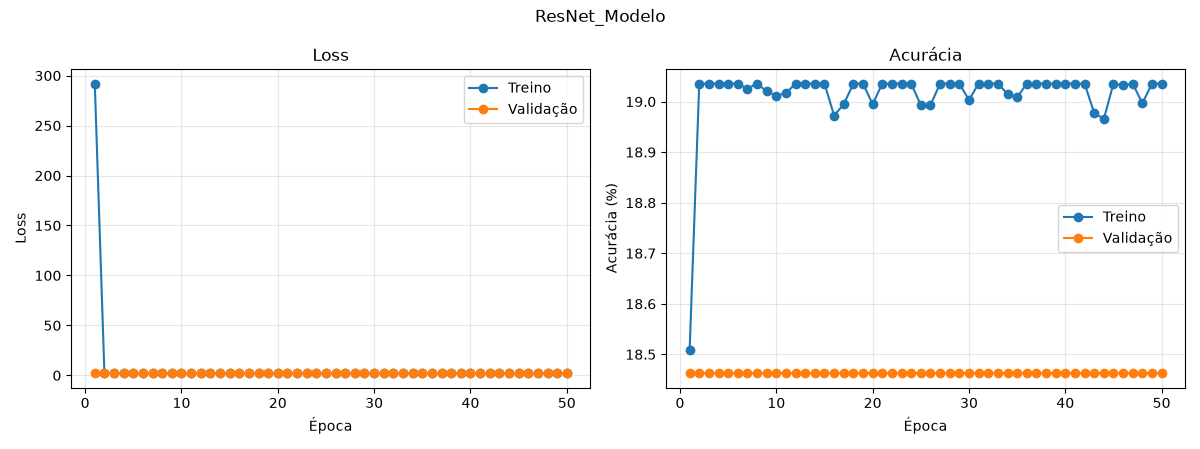 ResNet_Modelo
Loss
Loss
300
250
200
150
100
50
0
0 10 20 30 40 50
Época
Treino
Validação
Acurácia
Acurácia (%)
19.0
18.9
18.8
18.7
18.6
18.5
0 10 20 30 40 50
Época
Treino
Validação